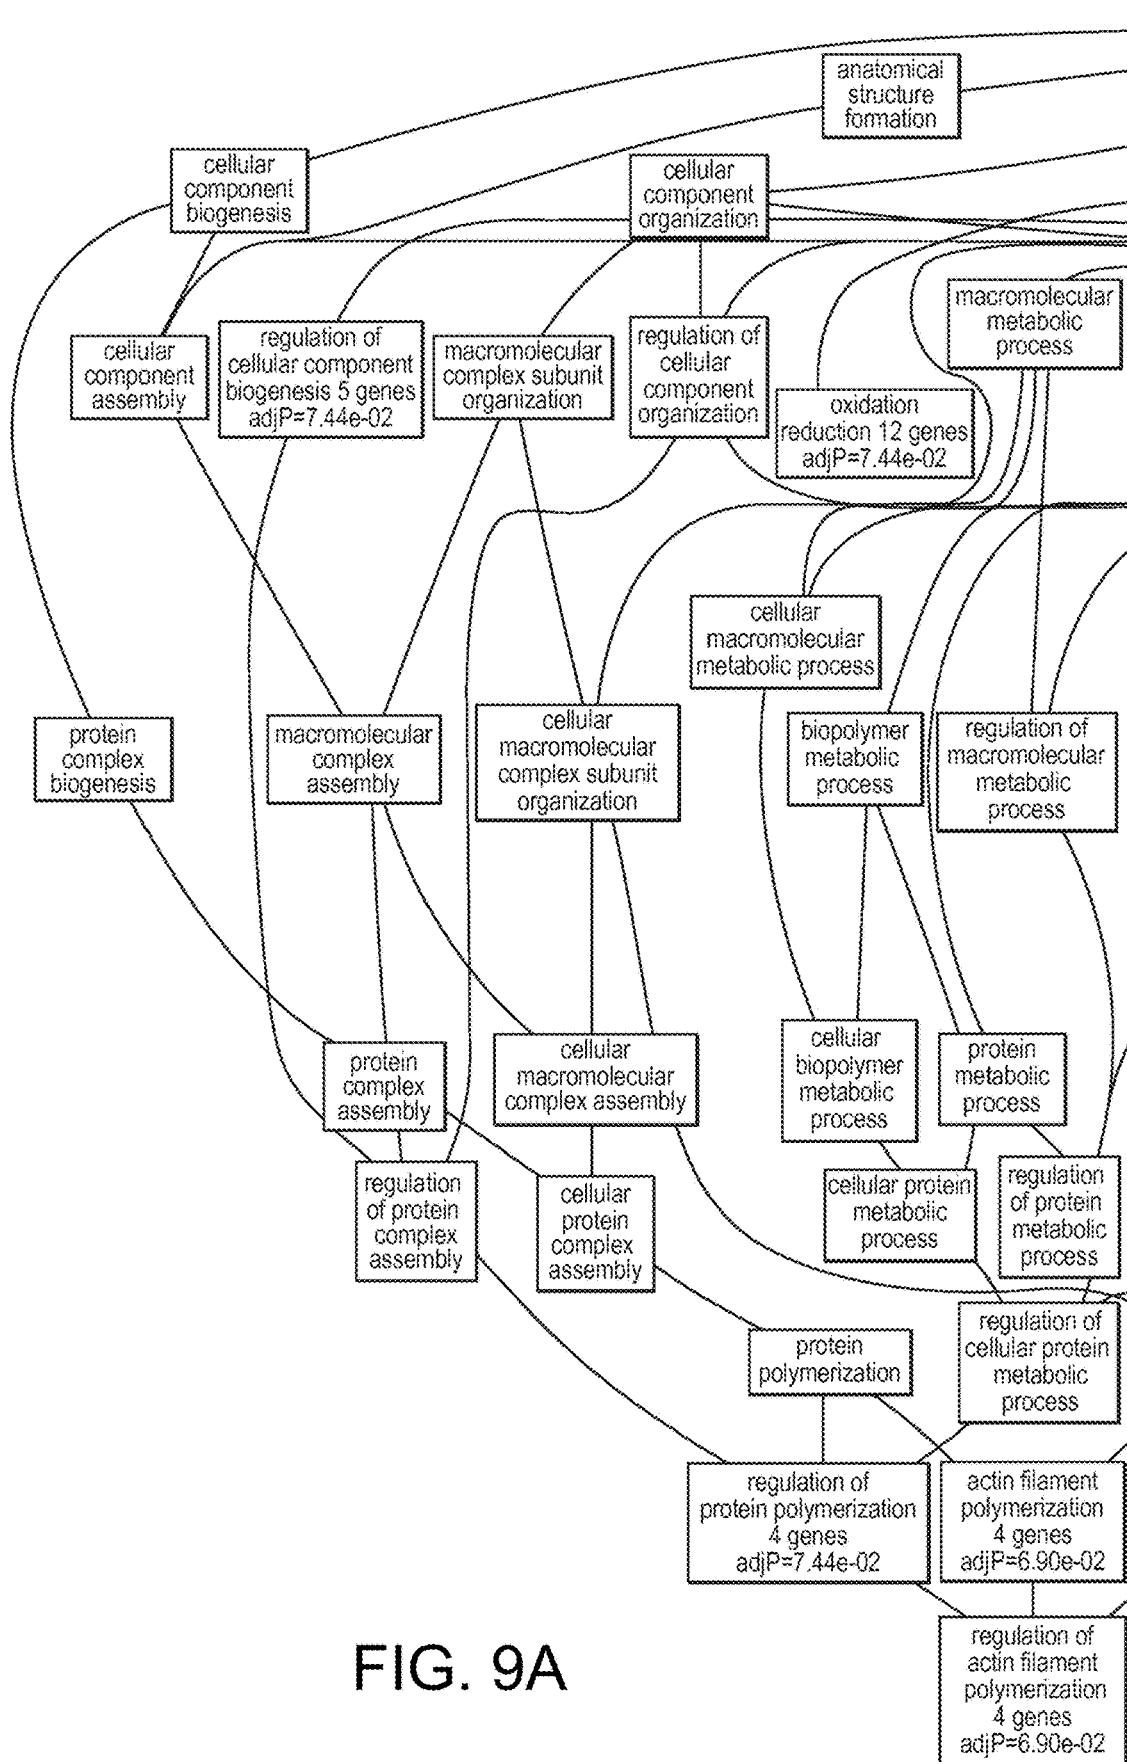 anatomical
structure
formation
cellular
component
biogenesis
cellular
component
organization
macromolecular
metabolic
process
cellular
component
assembly
regulation of
cellular component
biogenesis 5 genes
adjP=7.44e-02
macromolecular
complex subunit
organization
regulation of
cellular
component
organization
oxidation
reduction 12 genes
adjP=7.44e-02
cellular
macromolecular
metabolic process
protein
complex
biogenesis
macromolecular
complex
assembly
cellular
macromolecular
complex subunit
organization
biopolymer
metabolic
process
regulation of
macromolecular
metabolic
process
protein
complex
assembly
cellular
macromolecular
complex assembly
cellular
biopolymer
metabolic
process
protein
metabolic
process
regulation
of protein
complex
assembly
cellular
protein
complex
assembly
cellular protein
metabolic
process
regulation
of protein
metabolic
process
protein
polymerization
regulation of
cellular protein
metabolic
process
regulation of
protein polymerization
4 genes
adjP=7.44e-02
actin filament
polymerization
4 genes
adjP=6.90e-02
regulation of
actin filament
polymerization
4 genes
adjP=6.90e-02
FIG. 9A